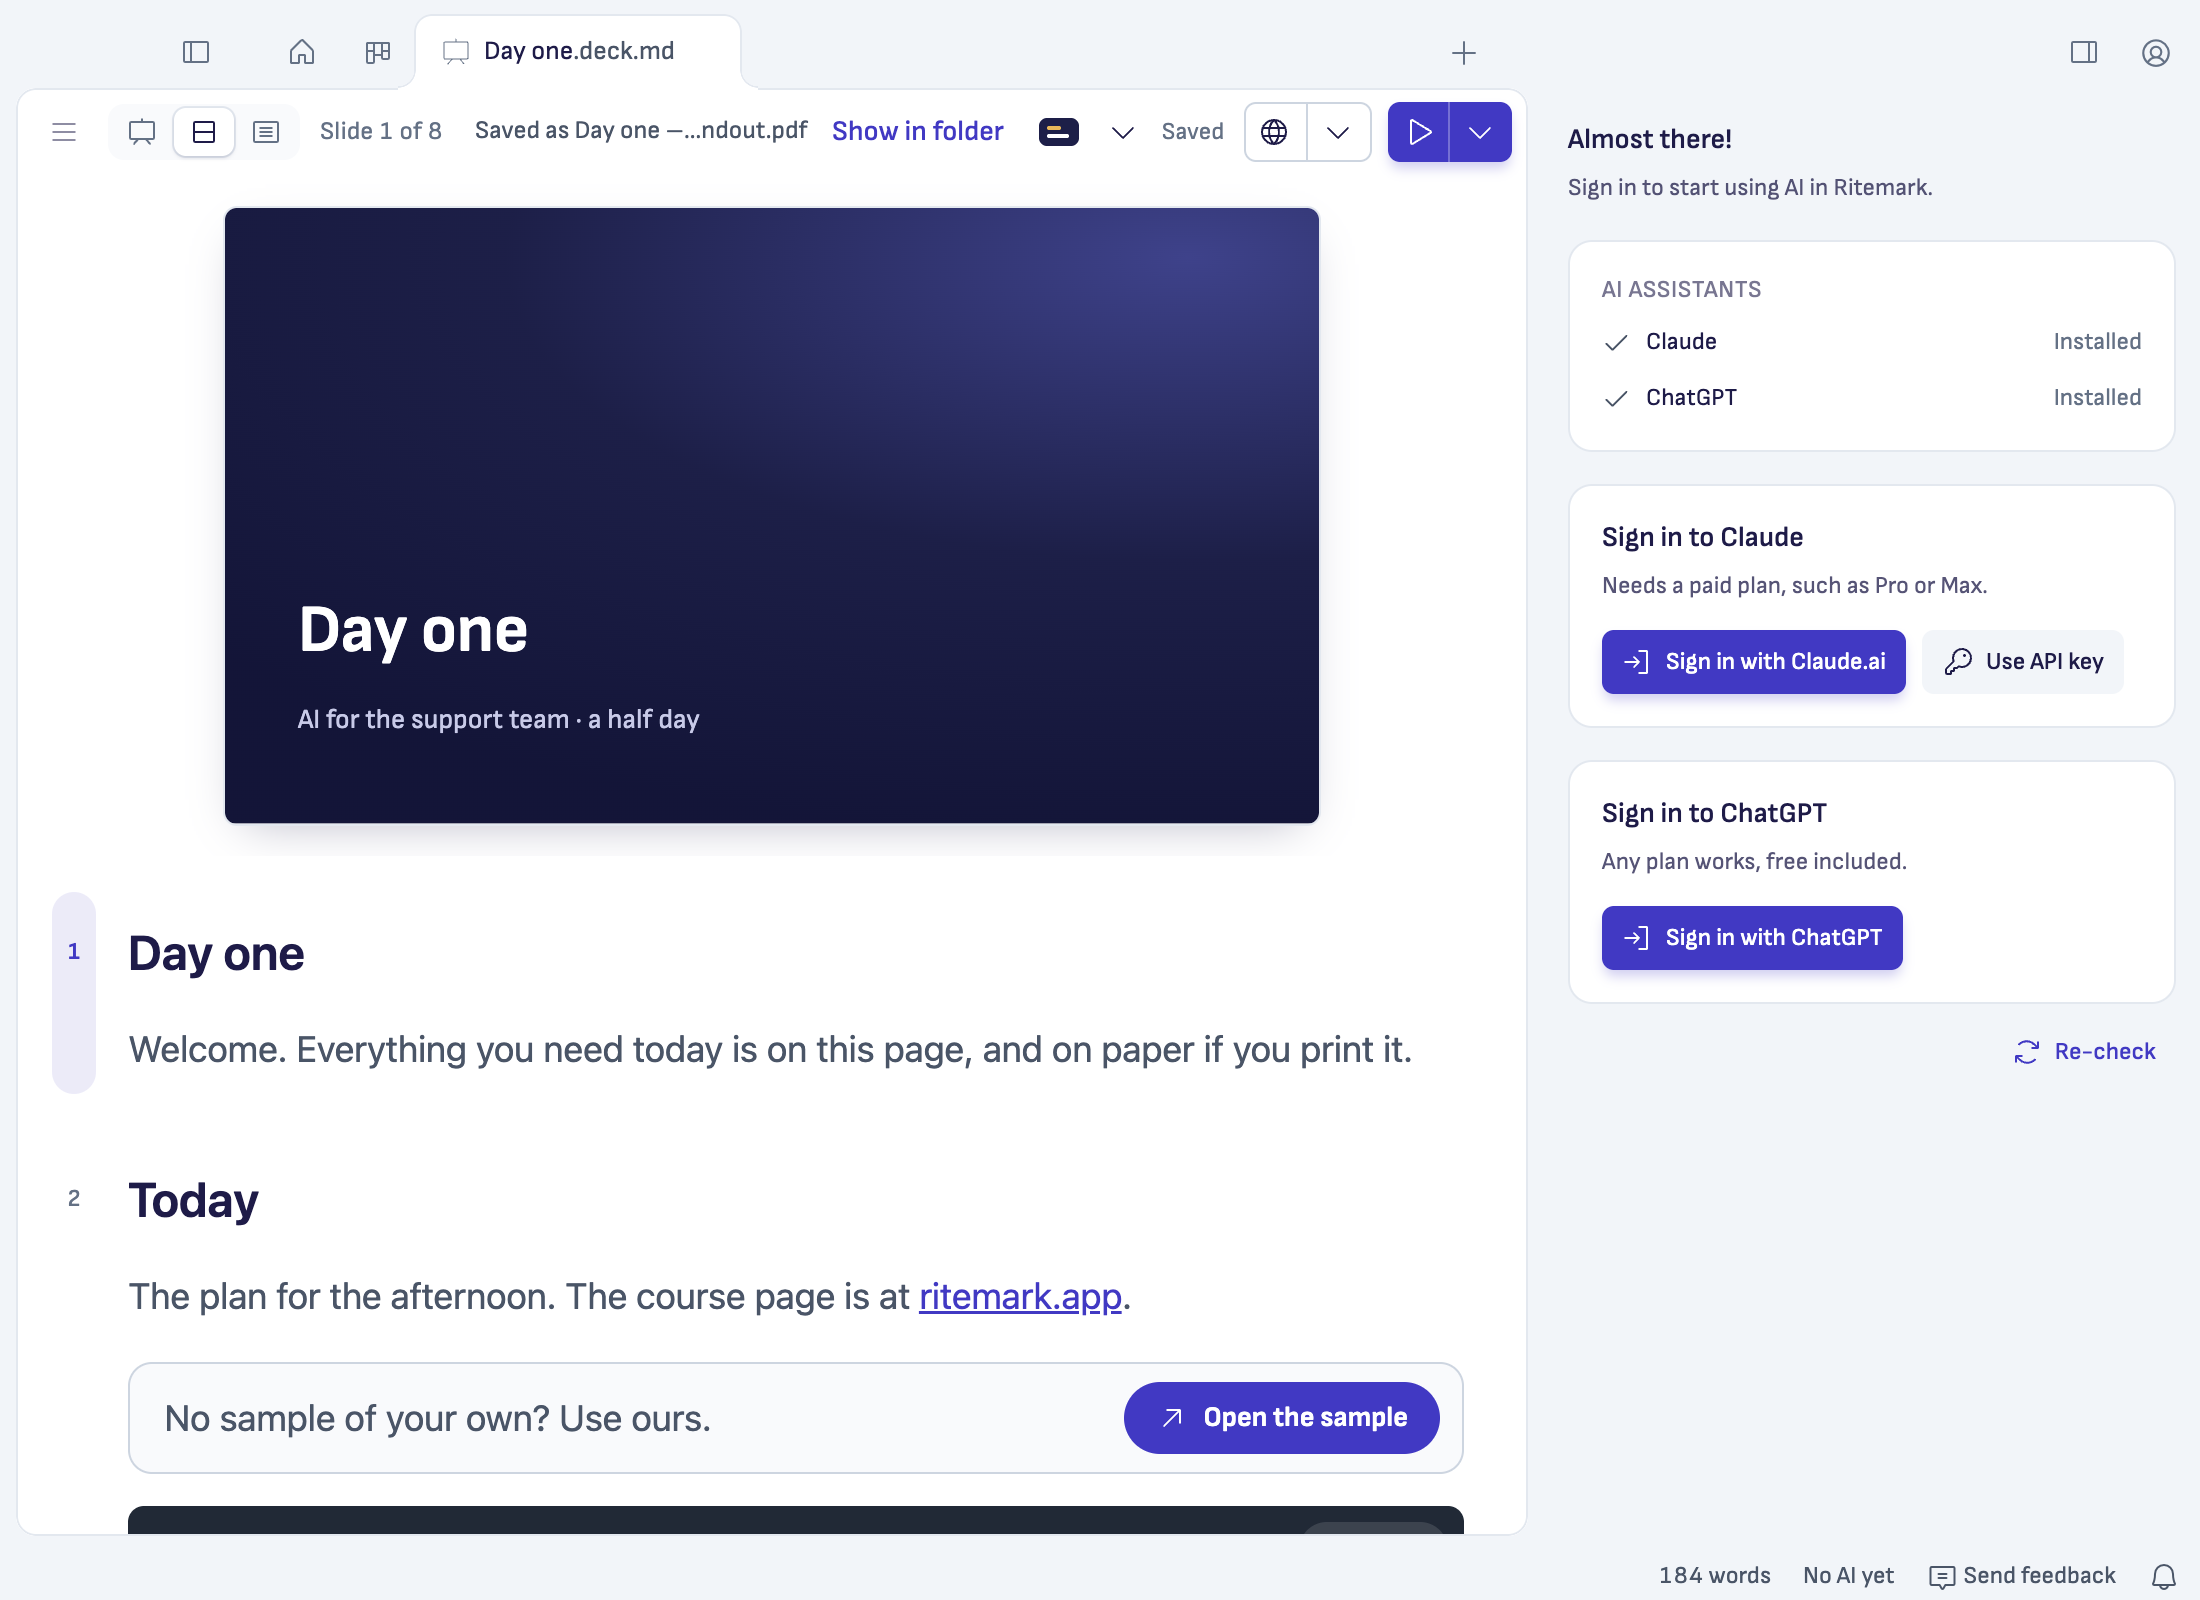 Day one.deck.md
Slide 1 of 8
Saved as Day one –...ndout.pdf
Show in folder
Saved
Day one
AI for the support team · a half day
1
Day one
Welcome. Everything you need today is on this page, and on paper if you print it.
2
Today
The plan for the afternoon. The course page is at ritemark.app.
No sample of your own? Use ours.
Open the sample
Almost there!
Sign in to start using AI in Ritemark.
AI ASSISTANTS
Claude Installed
ChatGPT Installed
Sign in to Claude
Needs a paid plan, such as Pro or Max.
Sign in with Claude.ai
Use API key
Sign in to ChatGPT
Any plan works, free included.
Sign in with ChatGPT
Re-check
184 words
No AI yet
Send feedback